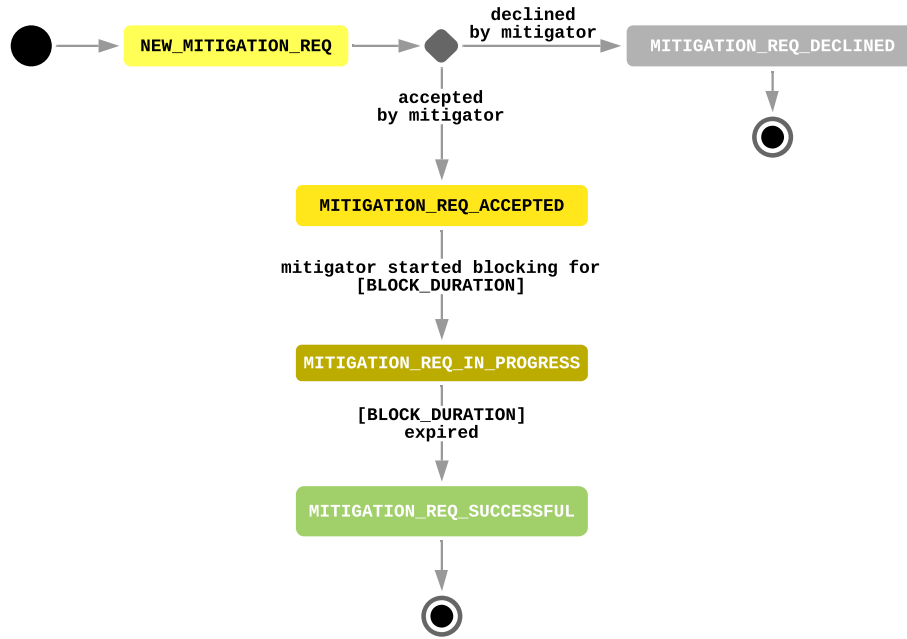 declined
by mitigator
NEW_MITIGATION_REQ
MITIGATION_REQ_DECLINED
accepted
by mitigator
MITIGATION_REQ_ACCEPTED
mitigator started blocking for
[BLOCK_DURATION]
MITIGATION_REQ_IN_PROGRESS
[BLOCK_DURATION]
expired
MITIGATION_REQ_SUCCESSFUL